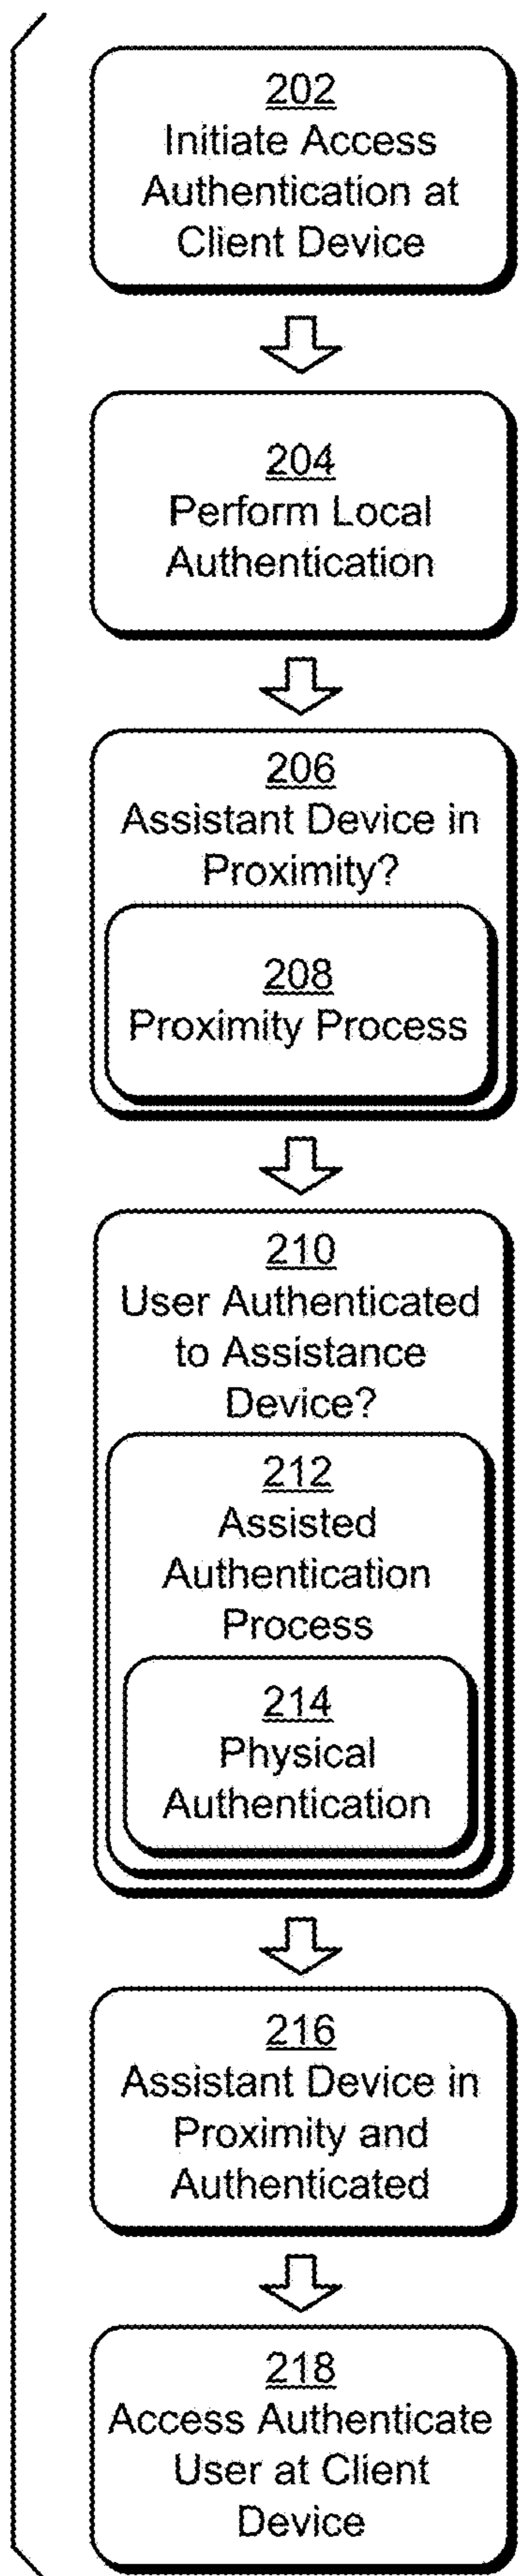 202
Initiate Access
Authentication at
Client Device
204
Perform Local
Authentication
206
Assistant Device in
Proximity?
208
Proximity Process
210
User Authenticated
to Assistance
Device?
212
Assisted
Authentication
Process
214
Physical
Authentication
216
Assistant Device in
Proximity and
Authenticated
218
Access Authenticate
User at Client
Device